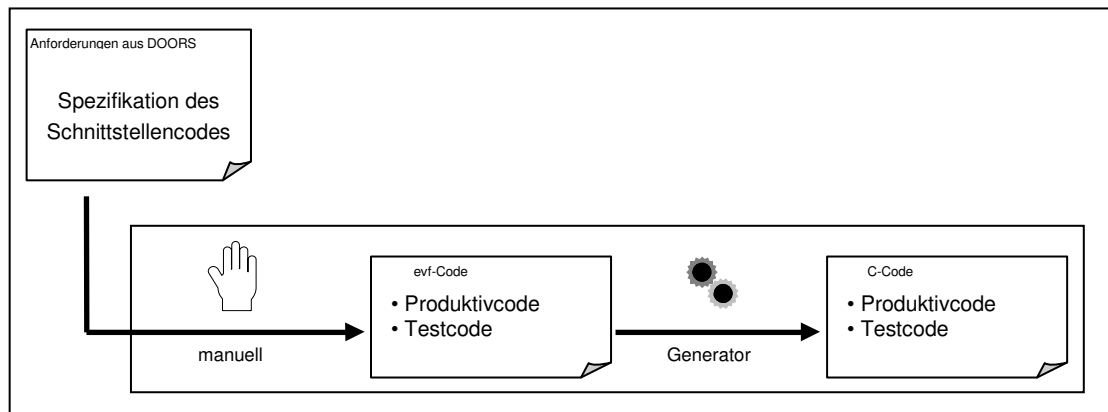 Anforderungen aus DOORS
Spezifikation des
Schnittstellencodes
manuell
evf-Code
• Produktivcode
• Testcode
Generator
C-Code
• Produktivcode
• Testcode